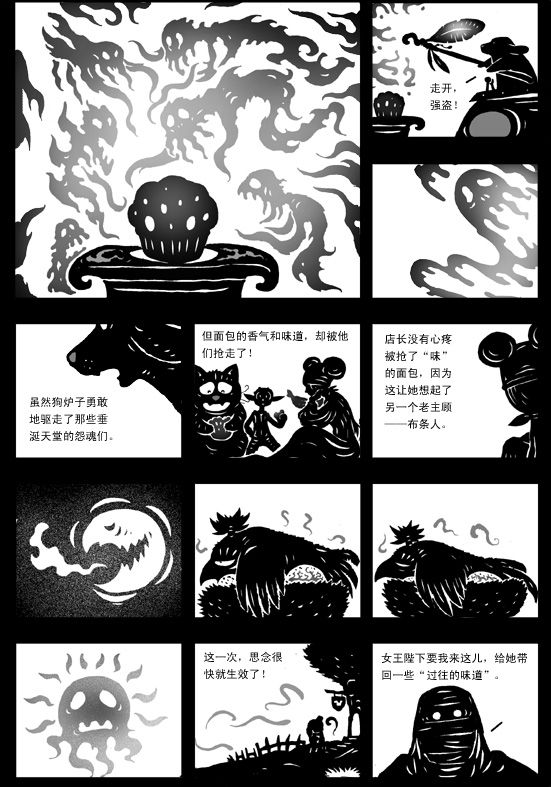 走开，
强盗！
虽然狗炉子勇敢
地驱走了那些垂
涎天堂的怨魂们。
但面包的香气和味道，却被他
们抢走了！
店长没有心疼
被抢了“味”
的面包，因为
这让她想起了
另一个老主顾
——布条人。
这一次，思念很
快就生效了！
女王陛下要我来这儿，给她带
回一些“过往的味道”。